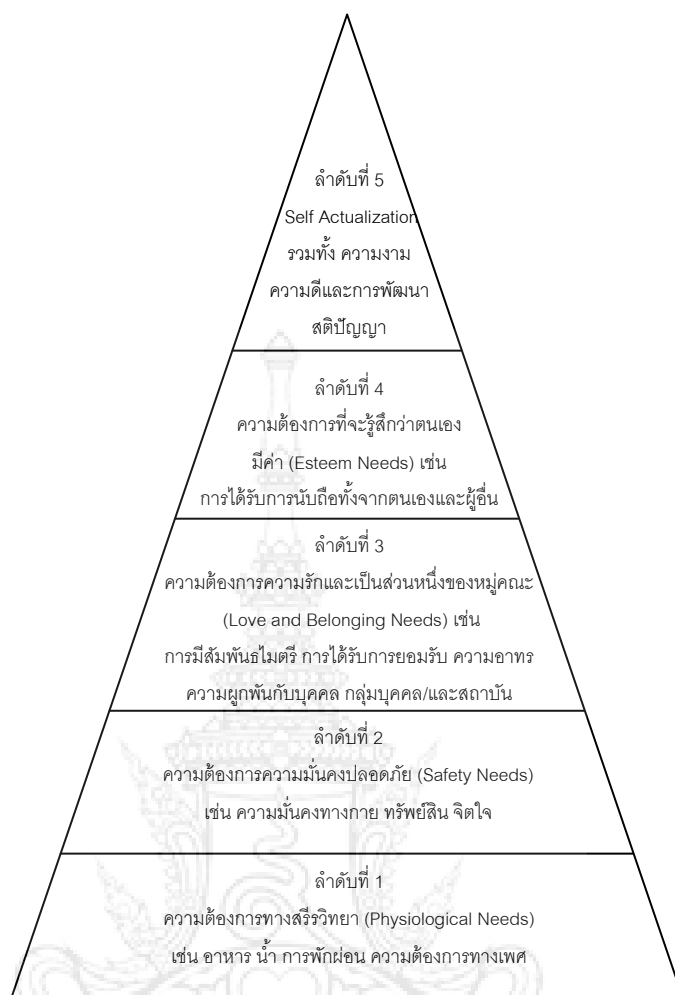 ลำดับที่ 5
Self Actualization
รวมทั้ง ความงาม
ความดีและการพัฒนา
สติปัญญา
ลำดับที่ 4
ความต้องการที่จะรู้สึกว่าตนเอง
มีค่า (Esteem Needs) เช่น
การได้รับการนับถือทั้งจากตนเองและผู้อื่น
ลำดับที่ 3
ความต้องการความรักและเป็นส่วนหนึ่งของหมู่คณะ
(Love and Belonging Needs) เช่น
การมีสัมพันธไมตรี การได้รับการยอมรับ ความอาทร
ความผูกพันกับบุคคล กลุ่มบุคคล/และสถาบัน
ลำดับที่ 2
ความต้องการความมั่นคงปลอดภัย (Safety Needs)
เช่น ความมั่นคงทางกาย ทรัพย์สิน จิตใจ
ลำดับที่ 1
ความต้องการทางสรีรวิทยา (Physiological Needs)
เช่น อาหาร น้ำ การพักผ่อน ความต้องการทางเพศ